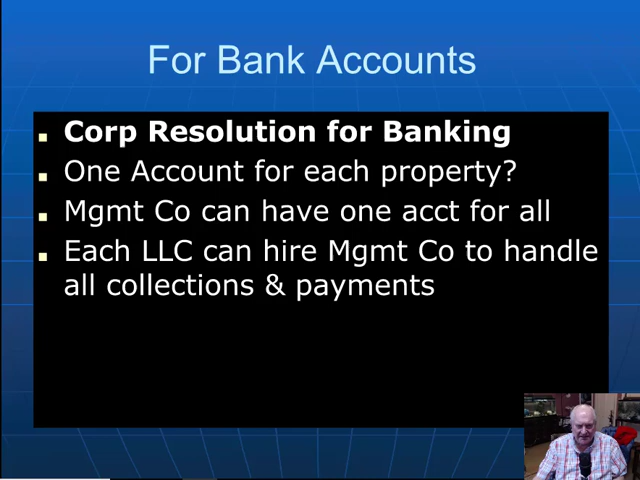 For Bank Accounts
Corp Resolution for Banking
One Account for each property?
Mgmt Co can have one acct for all
Each LLC can hire Mgmt Co to handle
all collections & payments